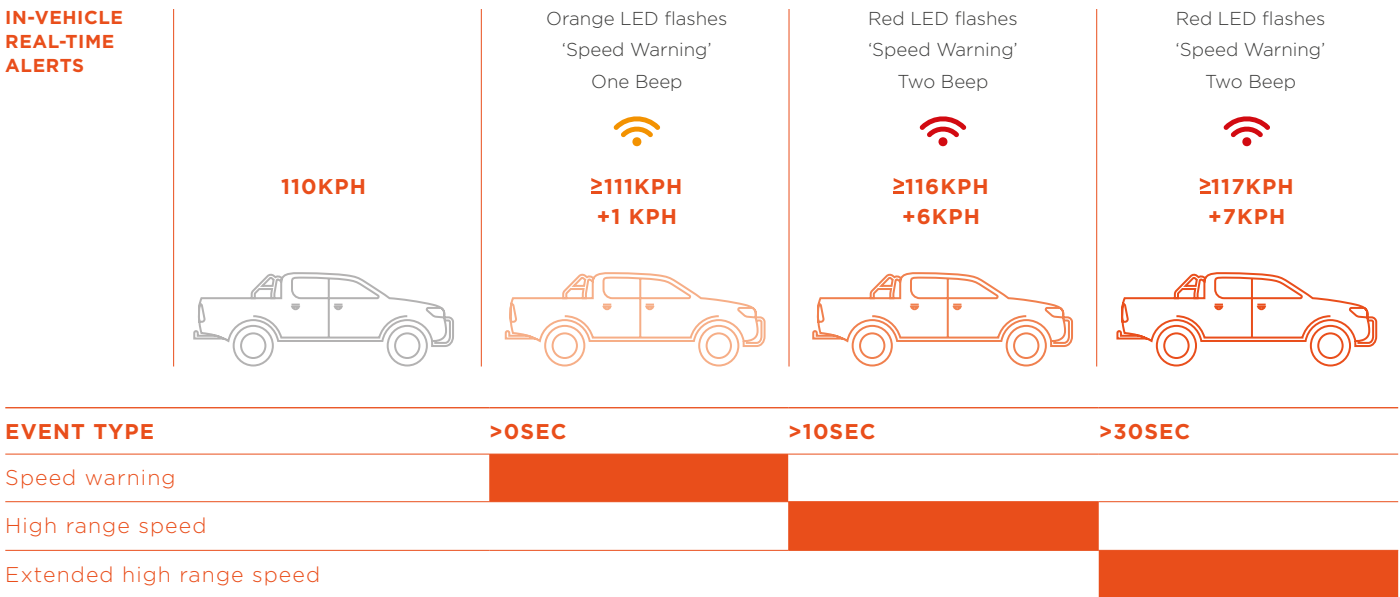 IN-VEHICLE
REAL-TIME
ALERTS
110KPH
Orange LED flashes
‘Speed Warning’
One Beep
≥111KPH
+1 KPH
Red LED flashes
‘Speed Warning’
Two Beep
≥116KPH
+6KPH
Red LED flashes
‘Speed Warning’
Two Beep
≥117KPH
+7KPH
EVENT TYPE >0SEC >10SEC >30SEC
Speed warning
High range speed
Extended high range speed